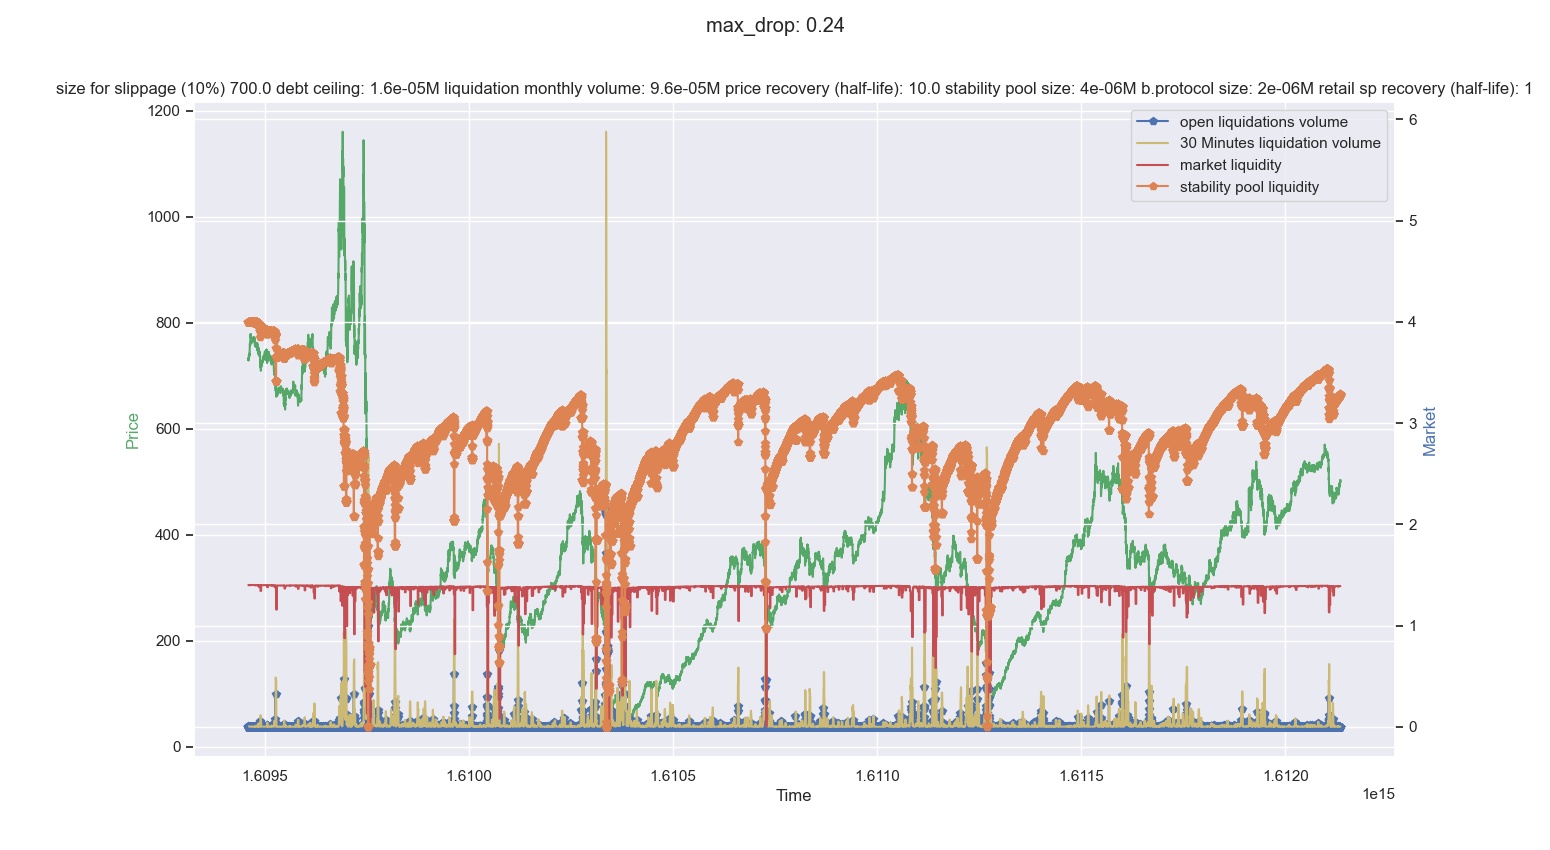 max_drop: 0.24
size for slippage (10%) 700.0 debt ceiling: 1.6e-05M liquidation monthly volume: 9.6e-05M price recovery (half-life): 10.0 stability pool size: 4e-06M b.protocol size: 2e-06M retail sp recovery (half-life): 1
open liquidations volume
30 Minutes liquidation volume
market liquidity
stability pool liquidity
1200
1000
800
600
400
200
0
Price
6
5
4
3
2
1
0
Market
1.6095 1.6100 1.6105 1.6110 1.6115 1.6120
Time
1e15